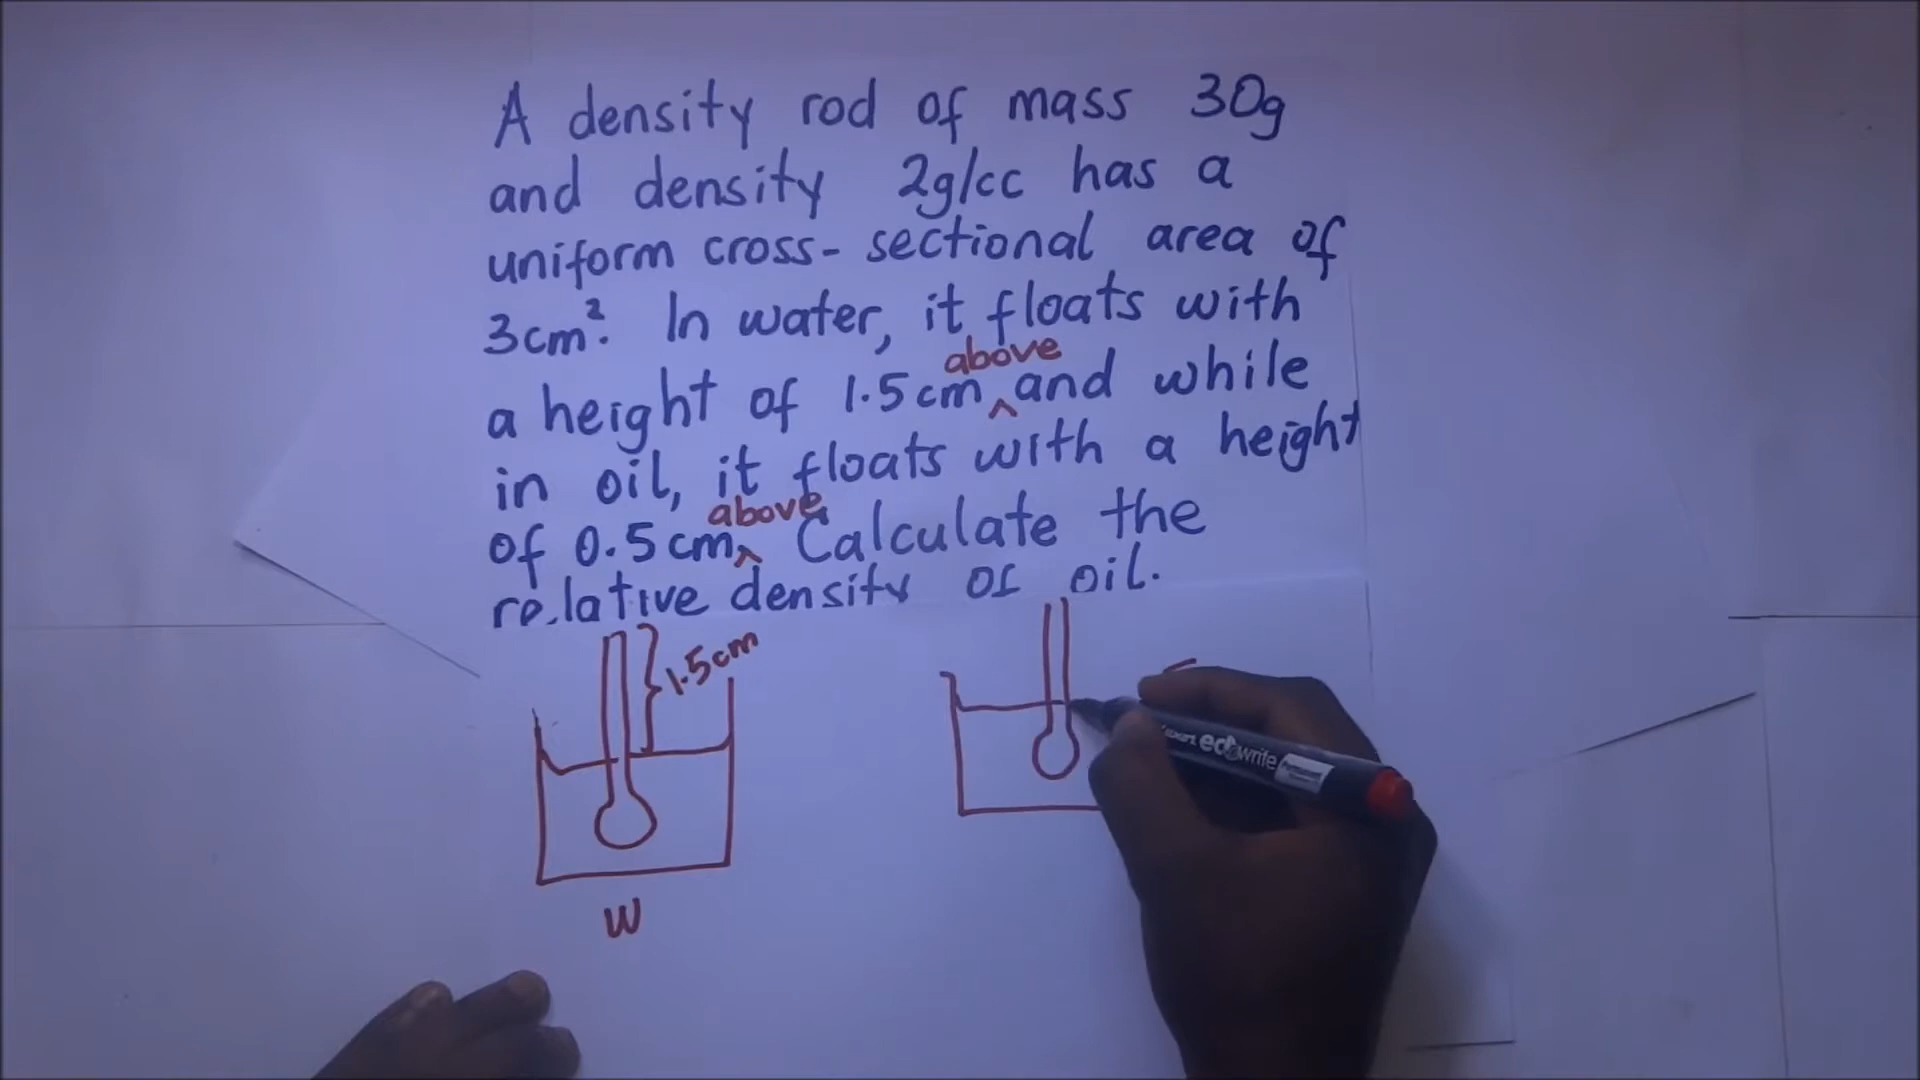 A density rod of mass 30g
and density 2g/cc has a
uniform cross-sectional area of
3cm². In water, it floats with
above
a height of 1.5cm ^ and while
in oil, it floats with a height
above
of 0.5cm ^ Calculate the
relative density of oil.
1.5cm
W
ecowrite